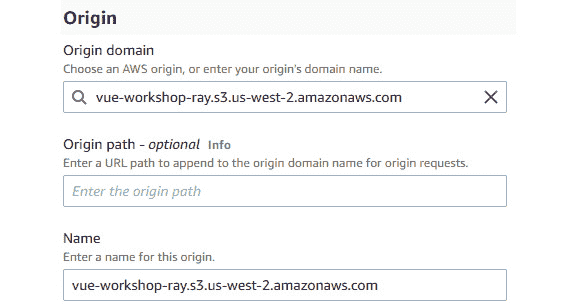 Origin
Origin domain
Choose an AWS origin, or enter your origin's domain name.
vue-workshop-ray.s3.us-west-2.amazonaws.com
Origin path - optional Info
Enter a URL path to append to the origin domain name for origin requests.
Enter the origin path
Name
Enter a name for this origin.
vue-workshop-ray.s3.us-west-2.amazonaws.com